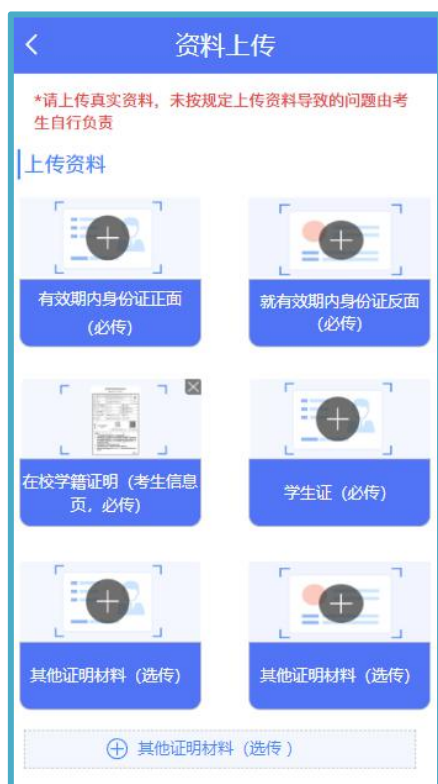 资料上传
*请上传真实资料，未按规定上传资料导致的问题由考
生自行负责
上传资料
有效期内身份证正面
（必传）
就有效期内身份证反面
（必传）
在校学籍证明（考生信息
页，必传）
学生证（必传）
其他证明材料（选传）
其他证明材料（选传）
其他证明材料（选传 ）